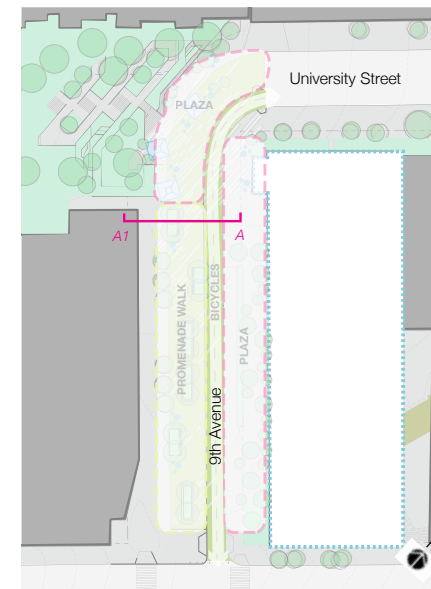 University Street
PLAZA
A1
A
PROMENADE WALK
BICYCLES
PLAZA
9th Avenue